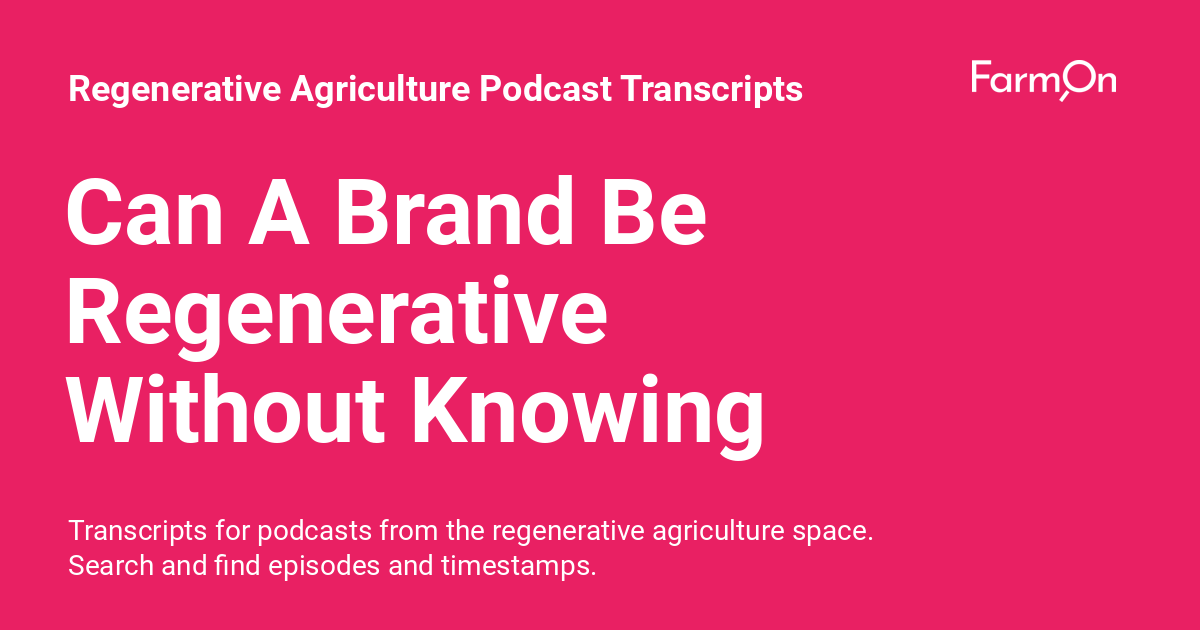 Regenerative Agriculture Podcast Transcripts
FarmOn
Can A Brand Be
Regenerative
Without Knowing
Transcripts for podcasts from the regenerative agriculture space.
Search and find episodes and timestamps.